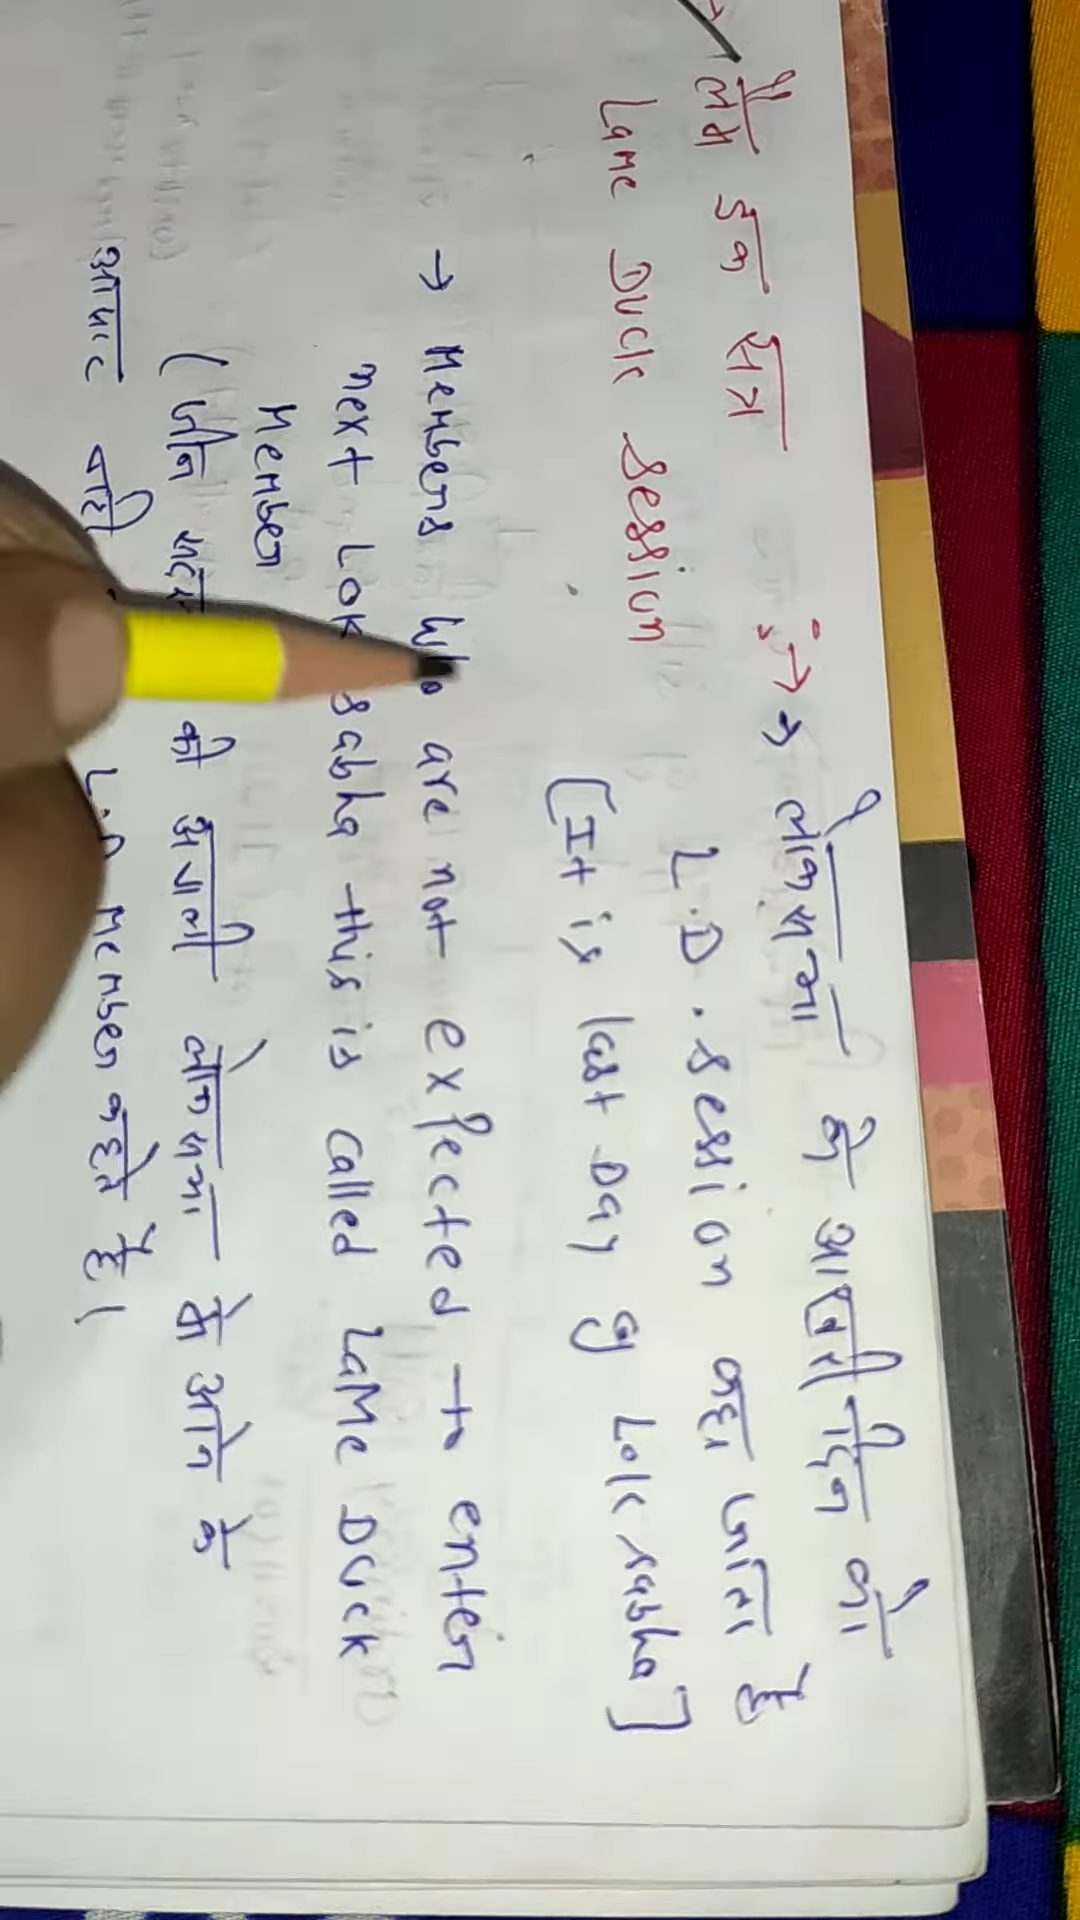 लेम डक सत्र :→ → लोकसभा के आखरी दिन को
Lame Duck Session L.D. Session कहा जाता है
[It is last Day of Lok sabha]
→ Members who are not expected to enter
next Lok sabha this is called LaMe Duck
Member
(जिन की अगली लोकसभा में आने के
आसार नही Member कहते है।